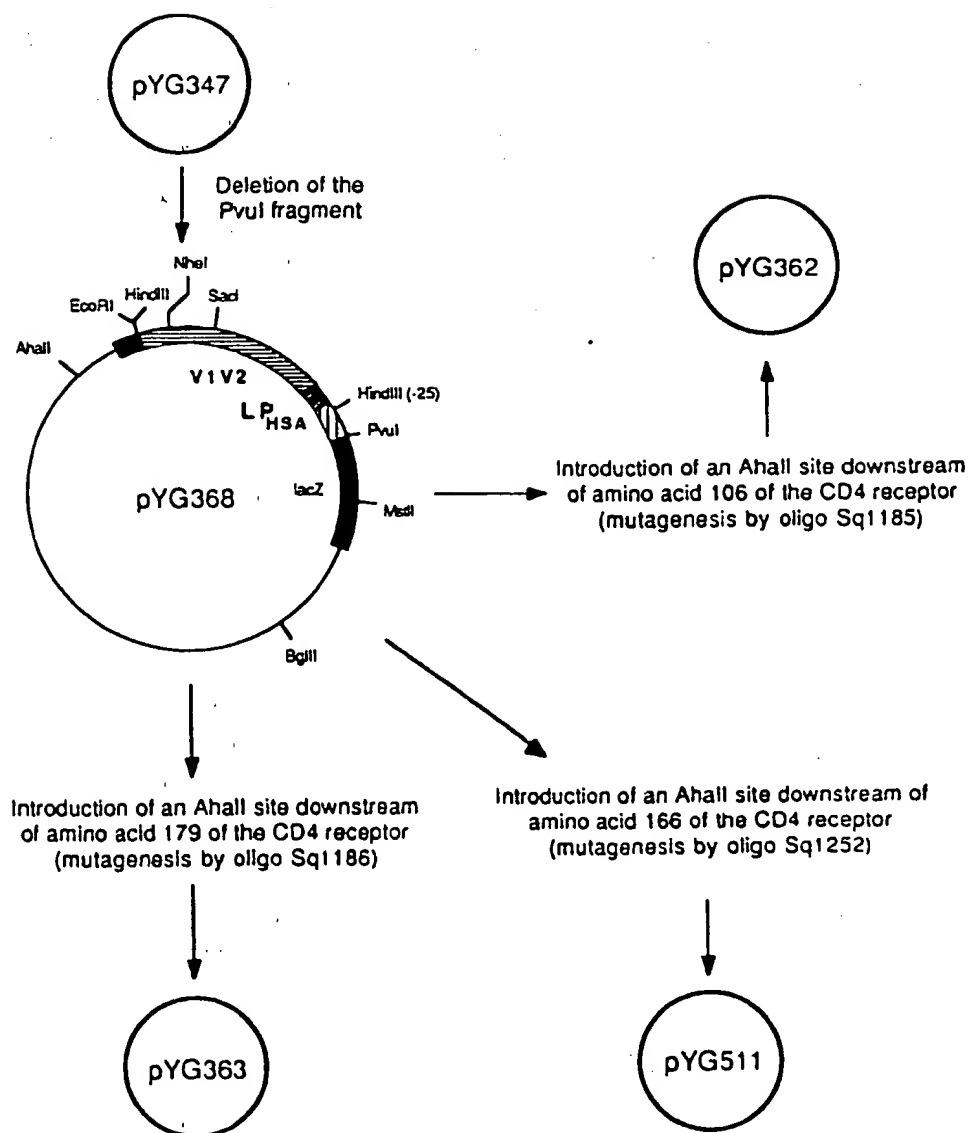 pYG347
Deletion of the
PvuI fragment
NheI
HindIII
SacI
EcoRI
AhaII
V1V2
HindIII (-25)
LP HSA
PvuI
lacZ
MstII
pYG368
BglII
pYG362
Introduction of an AhaII site downstream
of amino acid 106 of the CD4 receptor
(mutagenesis by oligo Sq1185)
Introduction of an AhaII site downstream
of amino acid 179 of the CD4 receptor
(mutagenesis by oligo Sq1186)
Introduction of an AhaII site downstream of
amino acid 166 of the CD4 receptor
(mutagenesis by oligo Sq1252)
pYG363
pYG511